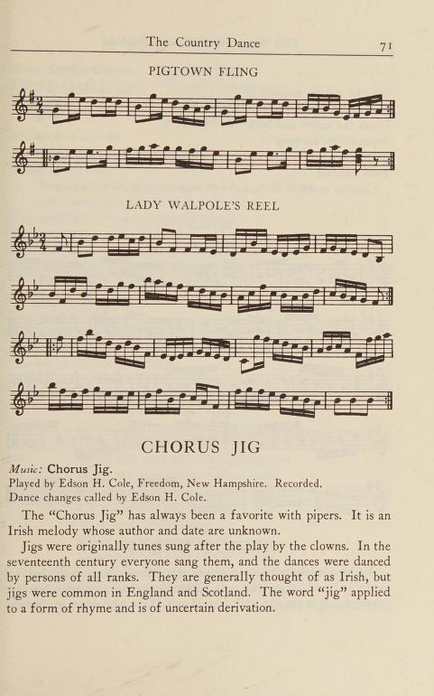 The Country Dance 71
PIGTOWN FLING
LADY WALPOLE'S REEL
CHORUS JIG
Music: Chorus Jig.
Played by Edson H. Cole, Freedom, New Hampshire. Recorded.
Dance changes called by Edson H. Cole.
The "Chorus Jig" has always been a favorite with pipers. It is an
Irish melody whose author and date are unknown.
Jigs were originally tunes sung after the play by the clowns. In the
seventeenth century everyone sang them, and the dances were danced
by persons of all ranks. They are generally thought of as Irish, but
jigs were common in England and Scotland. The word "jig" applied
to a form of rhyme and is of uncertain derivation.